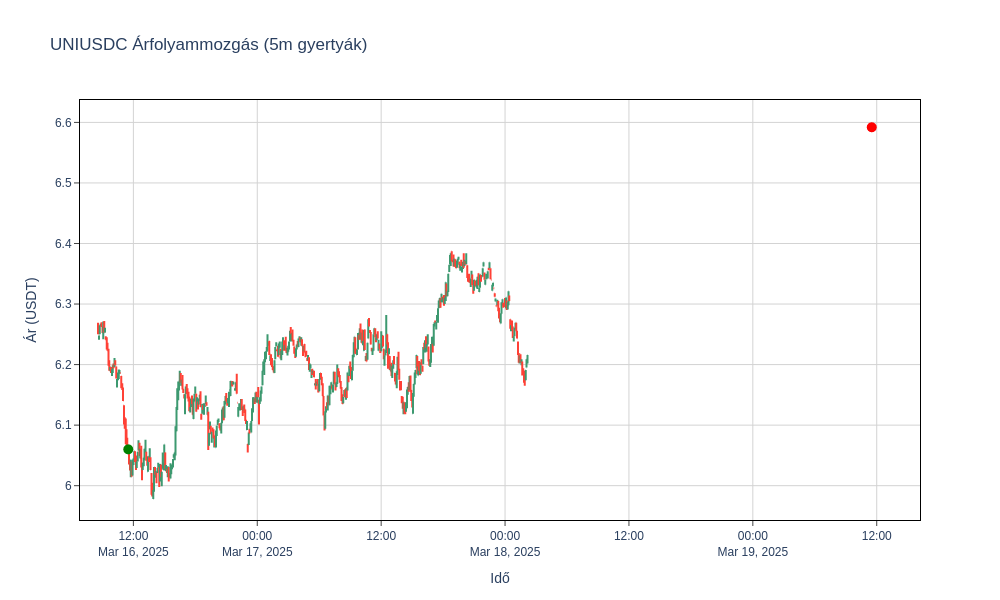 UNIUSDC Árfolyammozgás (5m gyertyák)
6.6
6.5
6.4
6.3
6.2
6.1
6
Ár (USDT)
12:00 00:00 12:00 00:00 12:00 00:00 12:00
Mar 16, 2025 Mar 17, 2025 Mar 18, 2025 Mar 19, 2025
Idő